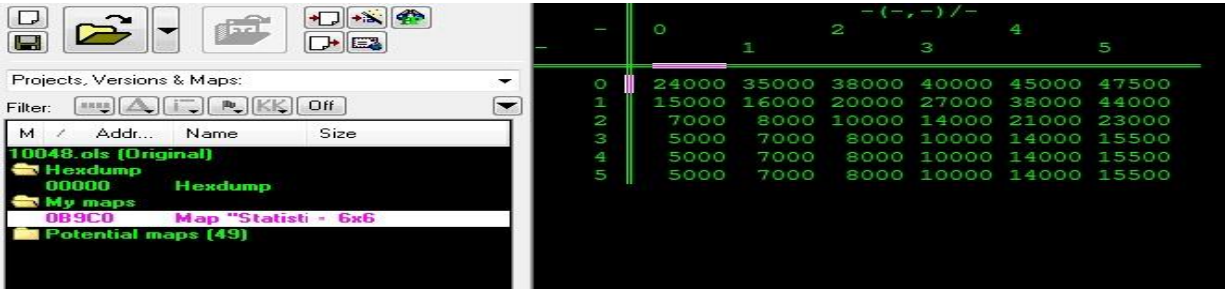 Projects, Versions & Maps:
Filter: KK Off
M / Addr... Name Size
10048.ols (Original)
Hexdump
00000 Hexdump
My maps
0B9C0 Map "Statisti - 6x6
Potential maps (49)
-(-,-)/-
- 0 2 4
- 1 3 5
0 24000 35000 38000 40000 45000 47500
1 15000 16000 20000 27000 38000 44000
2 7000 8000 10000 14000 21000 23000
3 5000 7000 8000 10000 14000 15500
4 5000 7000 8000 10000 14000 15500
5 5000 7000 8000 10000 14000 15500